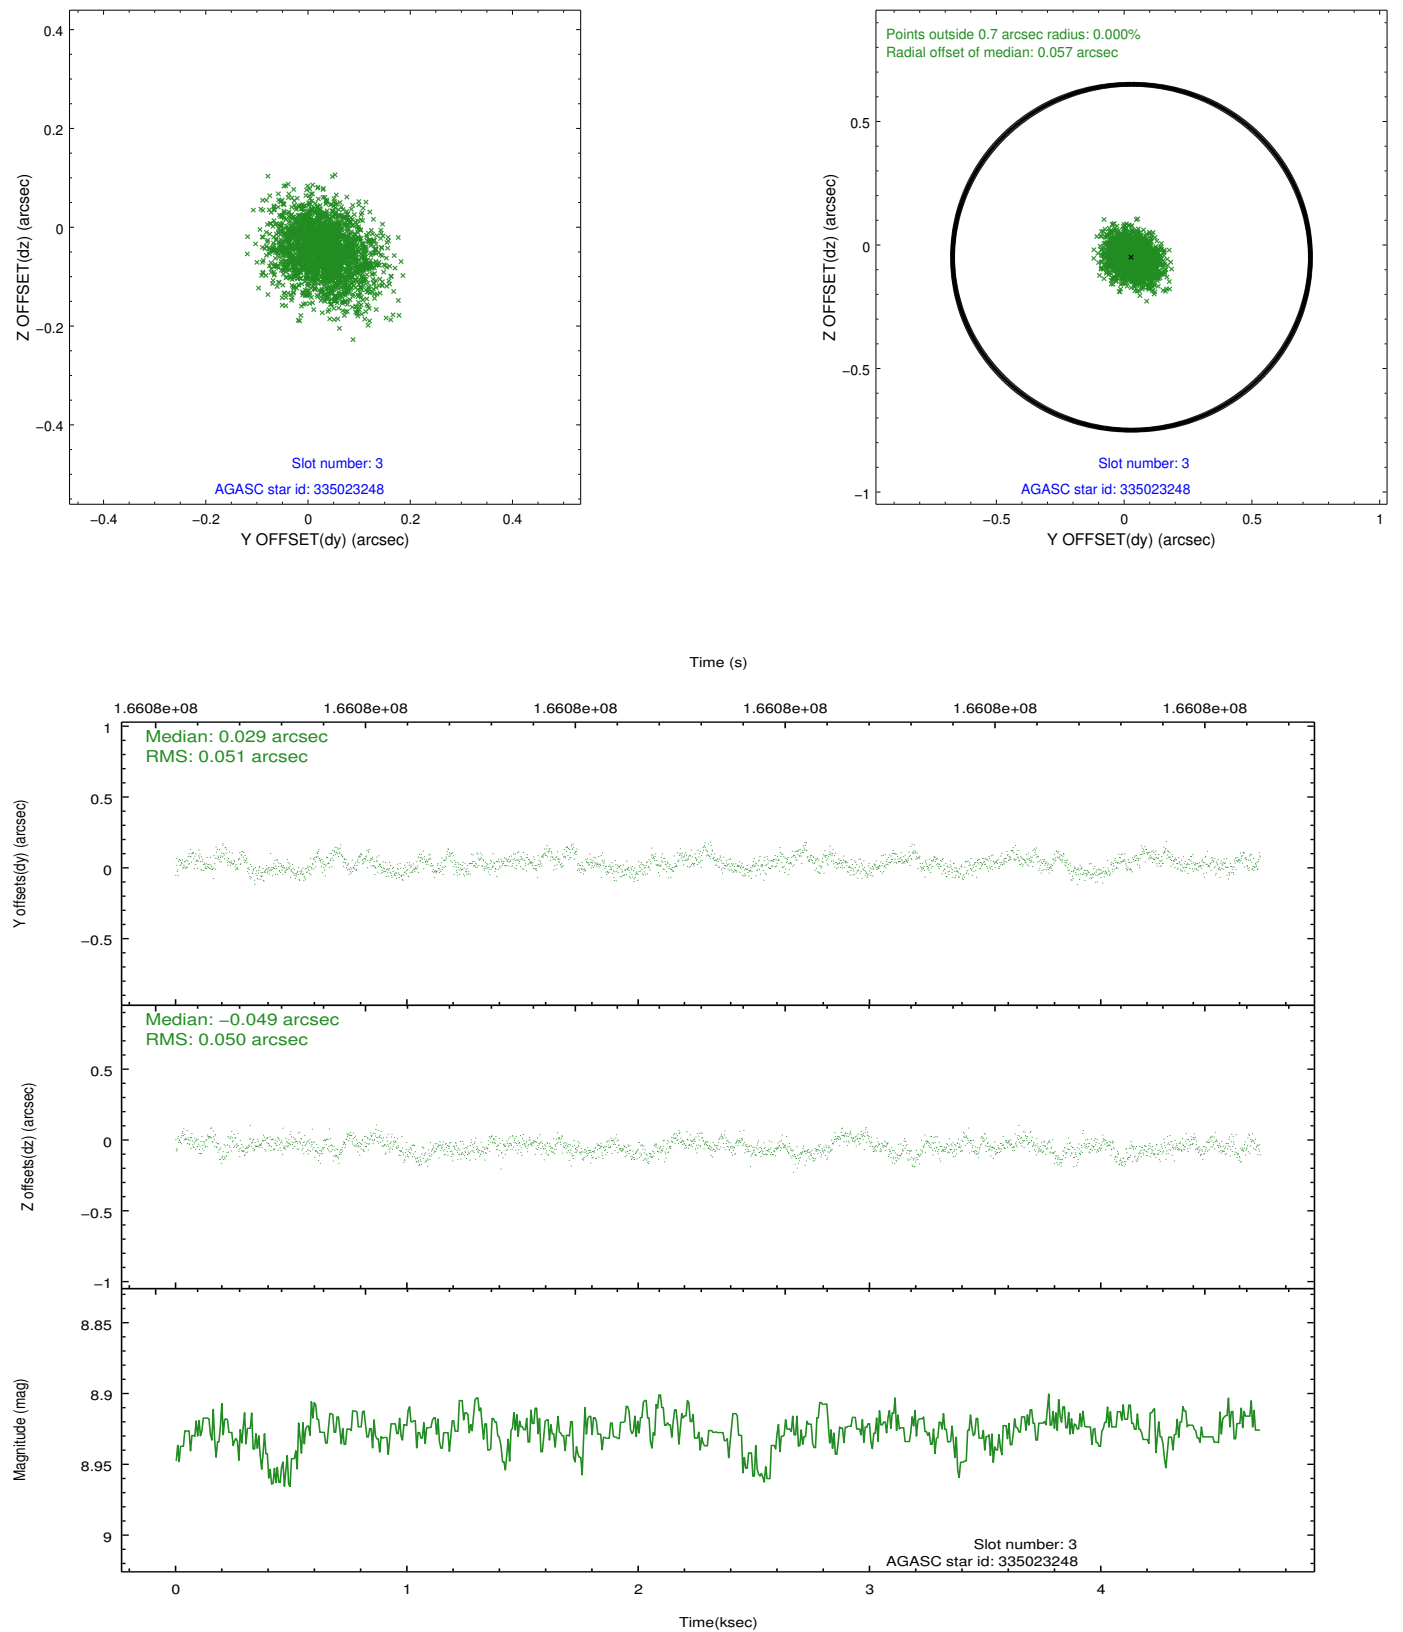 0.4
0.2
0
−0.2
−0.4
Z OFFSET(dz) (arcsec)
Slot number: 3
AGASC star id: 335023248
−0.4 −0.2 0 0.2 0.4
Y OFFSET(dy) (arcsec)
Points outside 0.7 arcsec radius: 0.000%
Radial offset of median: 0.057 arcsec
0.5
0
−0.5
−1
Z OFFSET(dz) (arcsec)
Slot number: 3
AGASC star id: 335023248
−0.5 0 0.5 1
Y OFFSET(dy) (arcsec)
Time (s)
1.6608e+08 1.6608e+08 1.6608e+08 1.6608e+08 1.6608e+08 1.6608e+08
Median: 0.029 arcsec
RMS: 0.051 arcsec
1
0.5
0
−0.5
Y offsets(dy) (arcsec)
Median: −0.049 arcsec
RMS: 0.050 arcsec
0.5
0
−0.5
−1
Z offsets(dz) (arcsec)
8.85
8.9
8.95
9
Magnitude (mag)
Slot number: 3
AGASC star id: 335023248
0 1 2 3 4
Time(ksec)